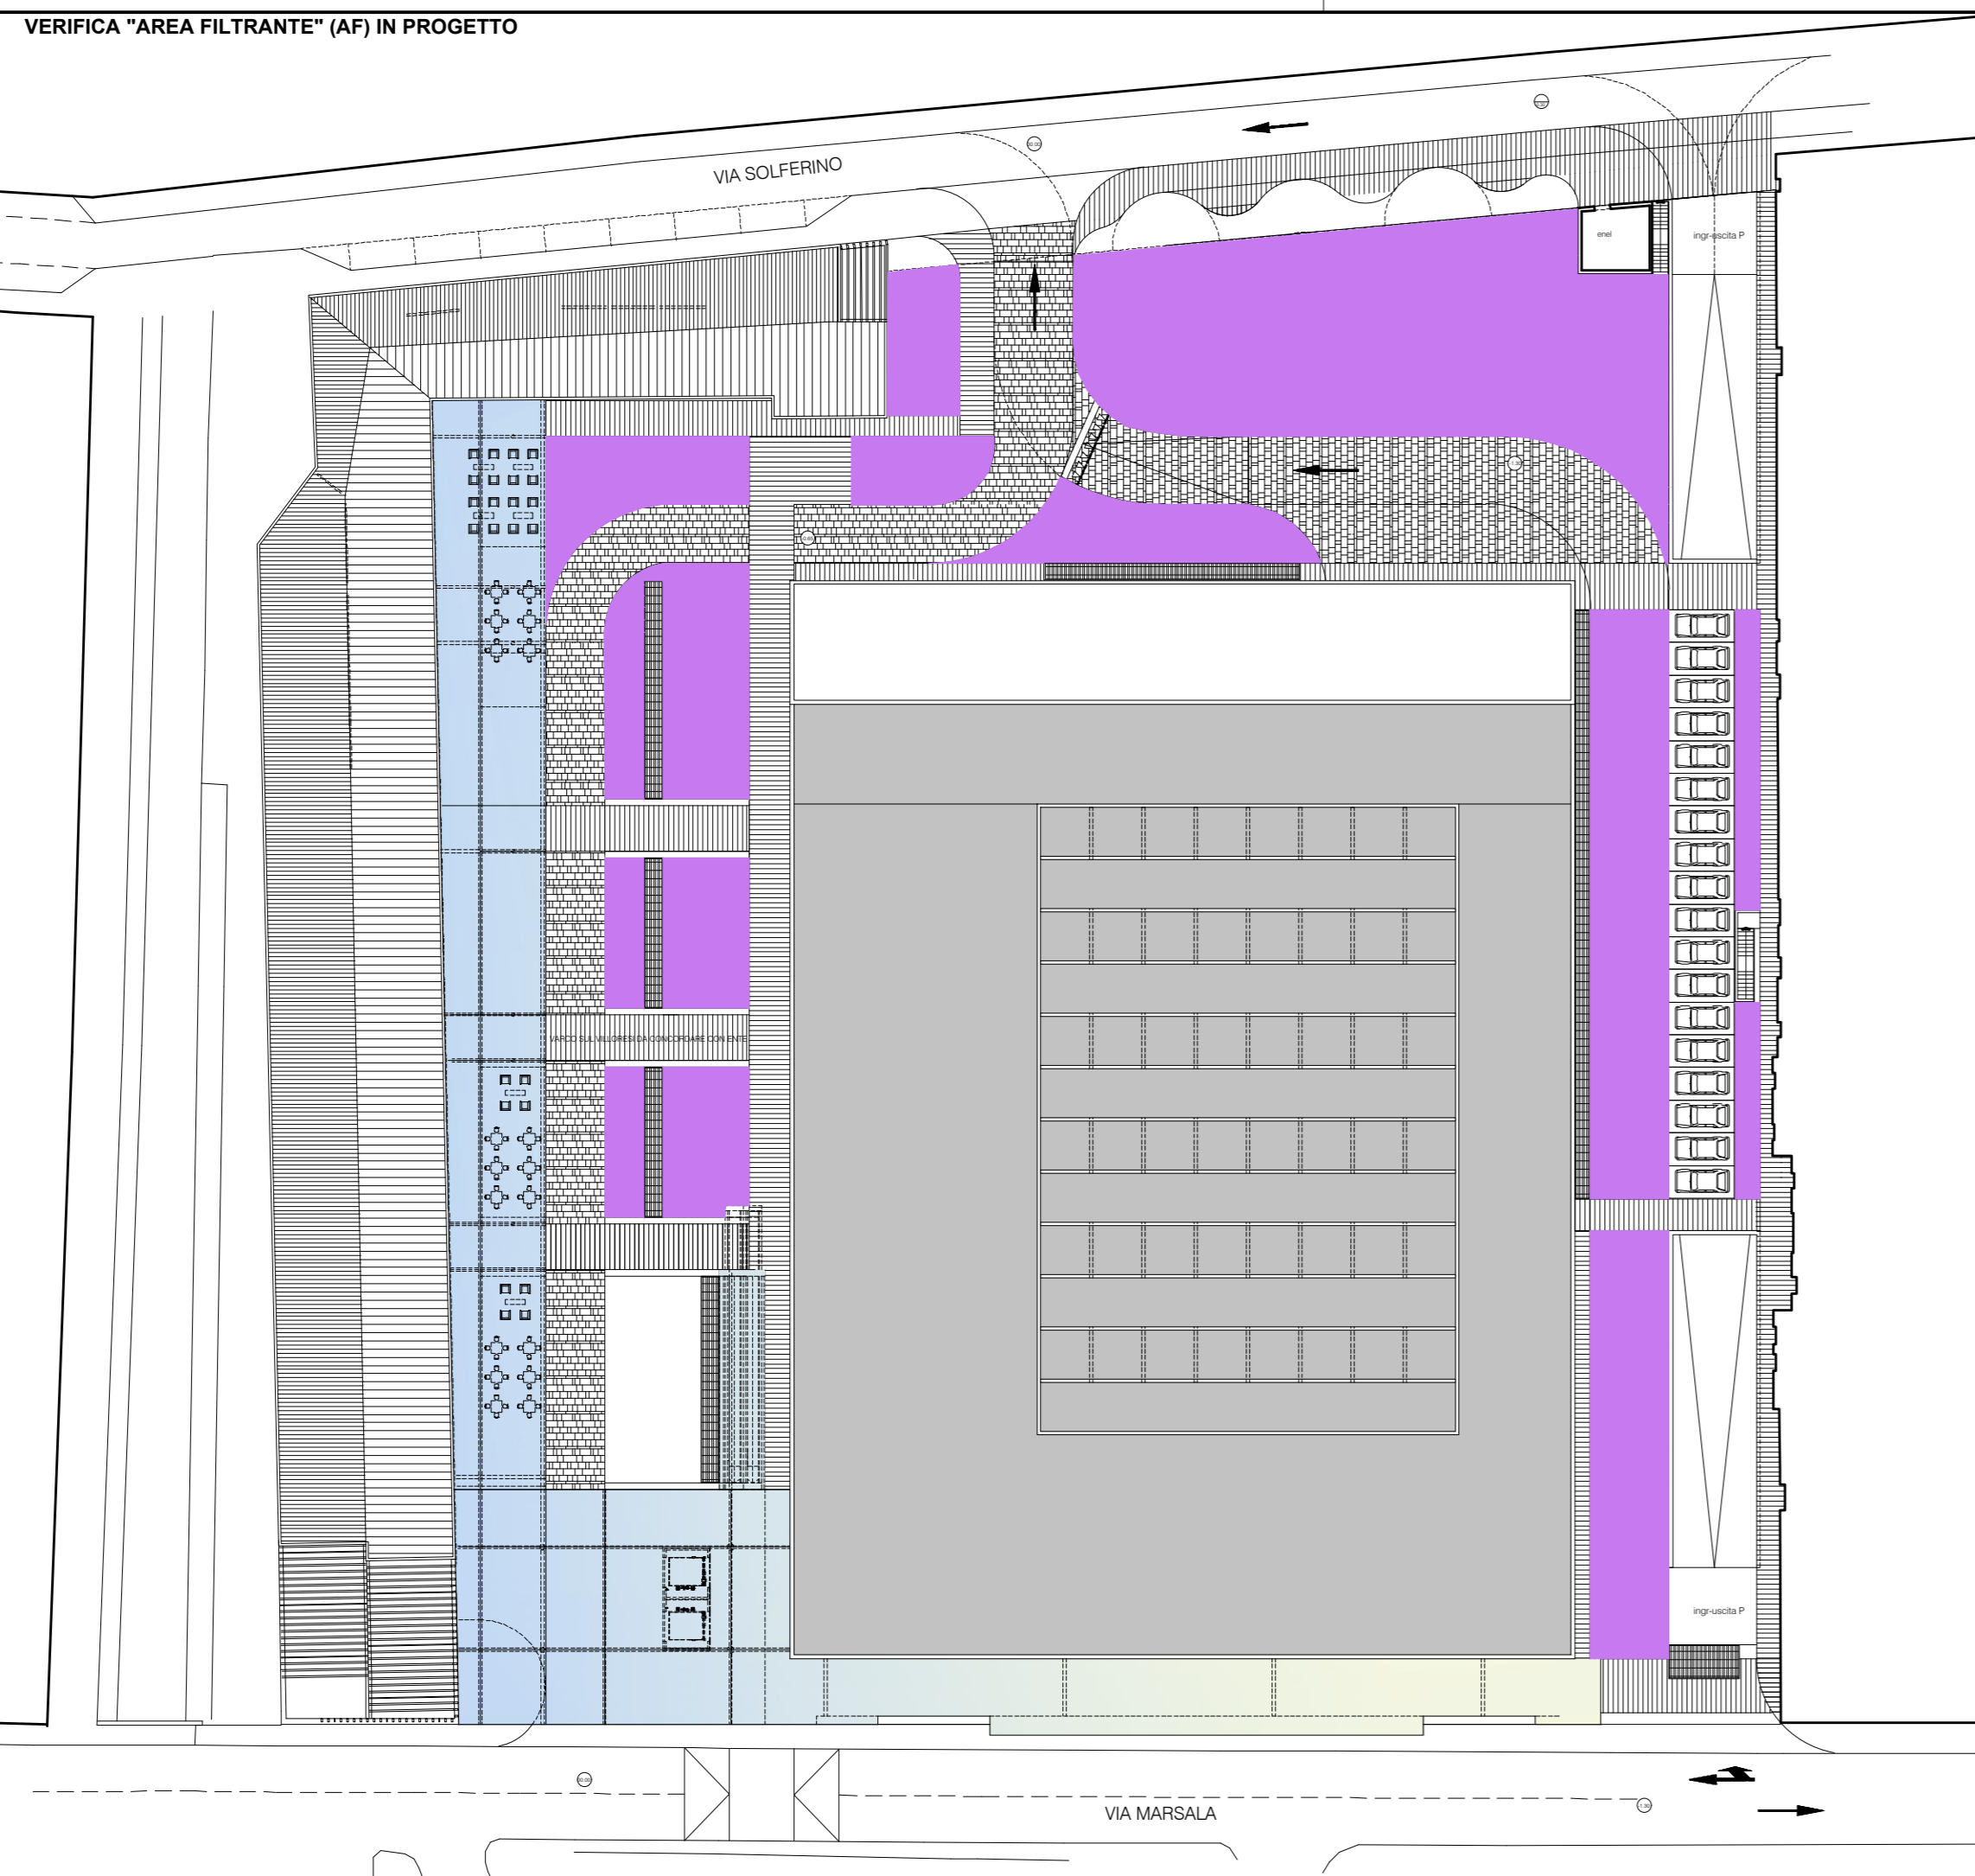 VERIFICA "AREA FILTRANTE" (AF) IN PROGETTO
VIA SOLFERINO
enel
ingr-uscita P
VARCO SUL VILLORESI DA CONCORDARE CON ENTE
ingr-uscita P
VIA MARSALA